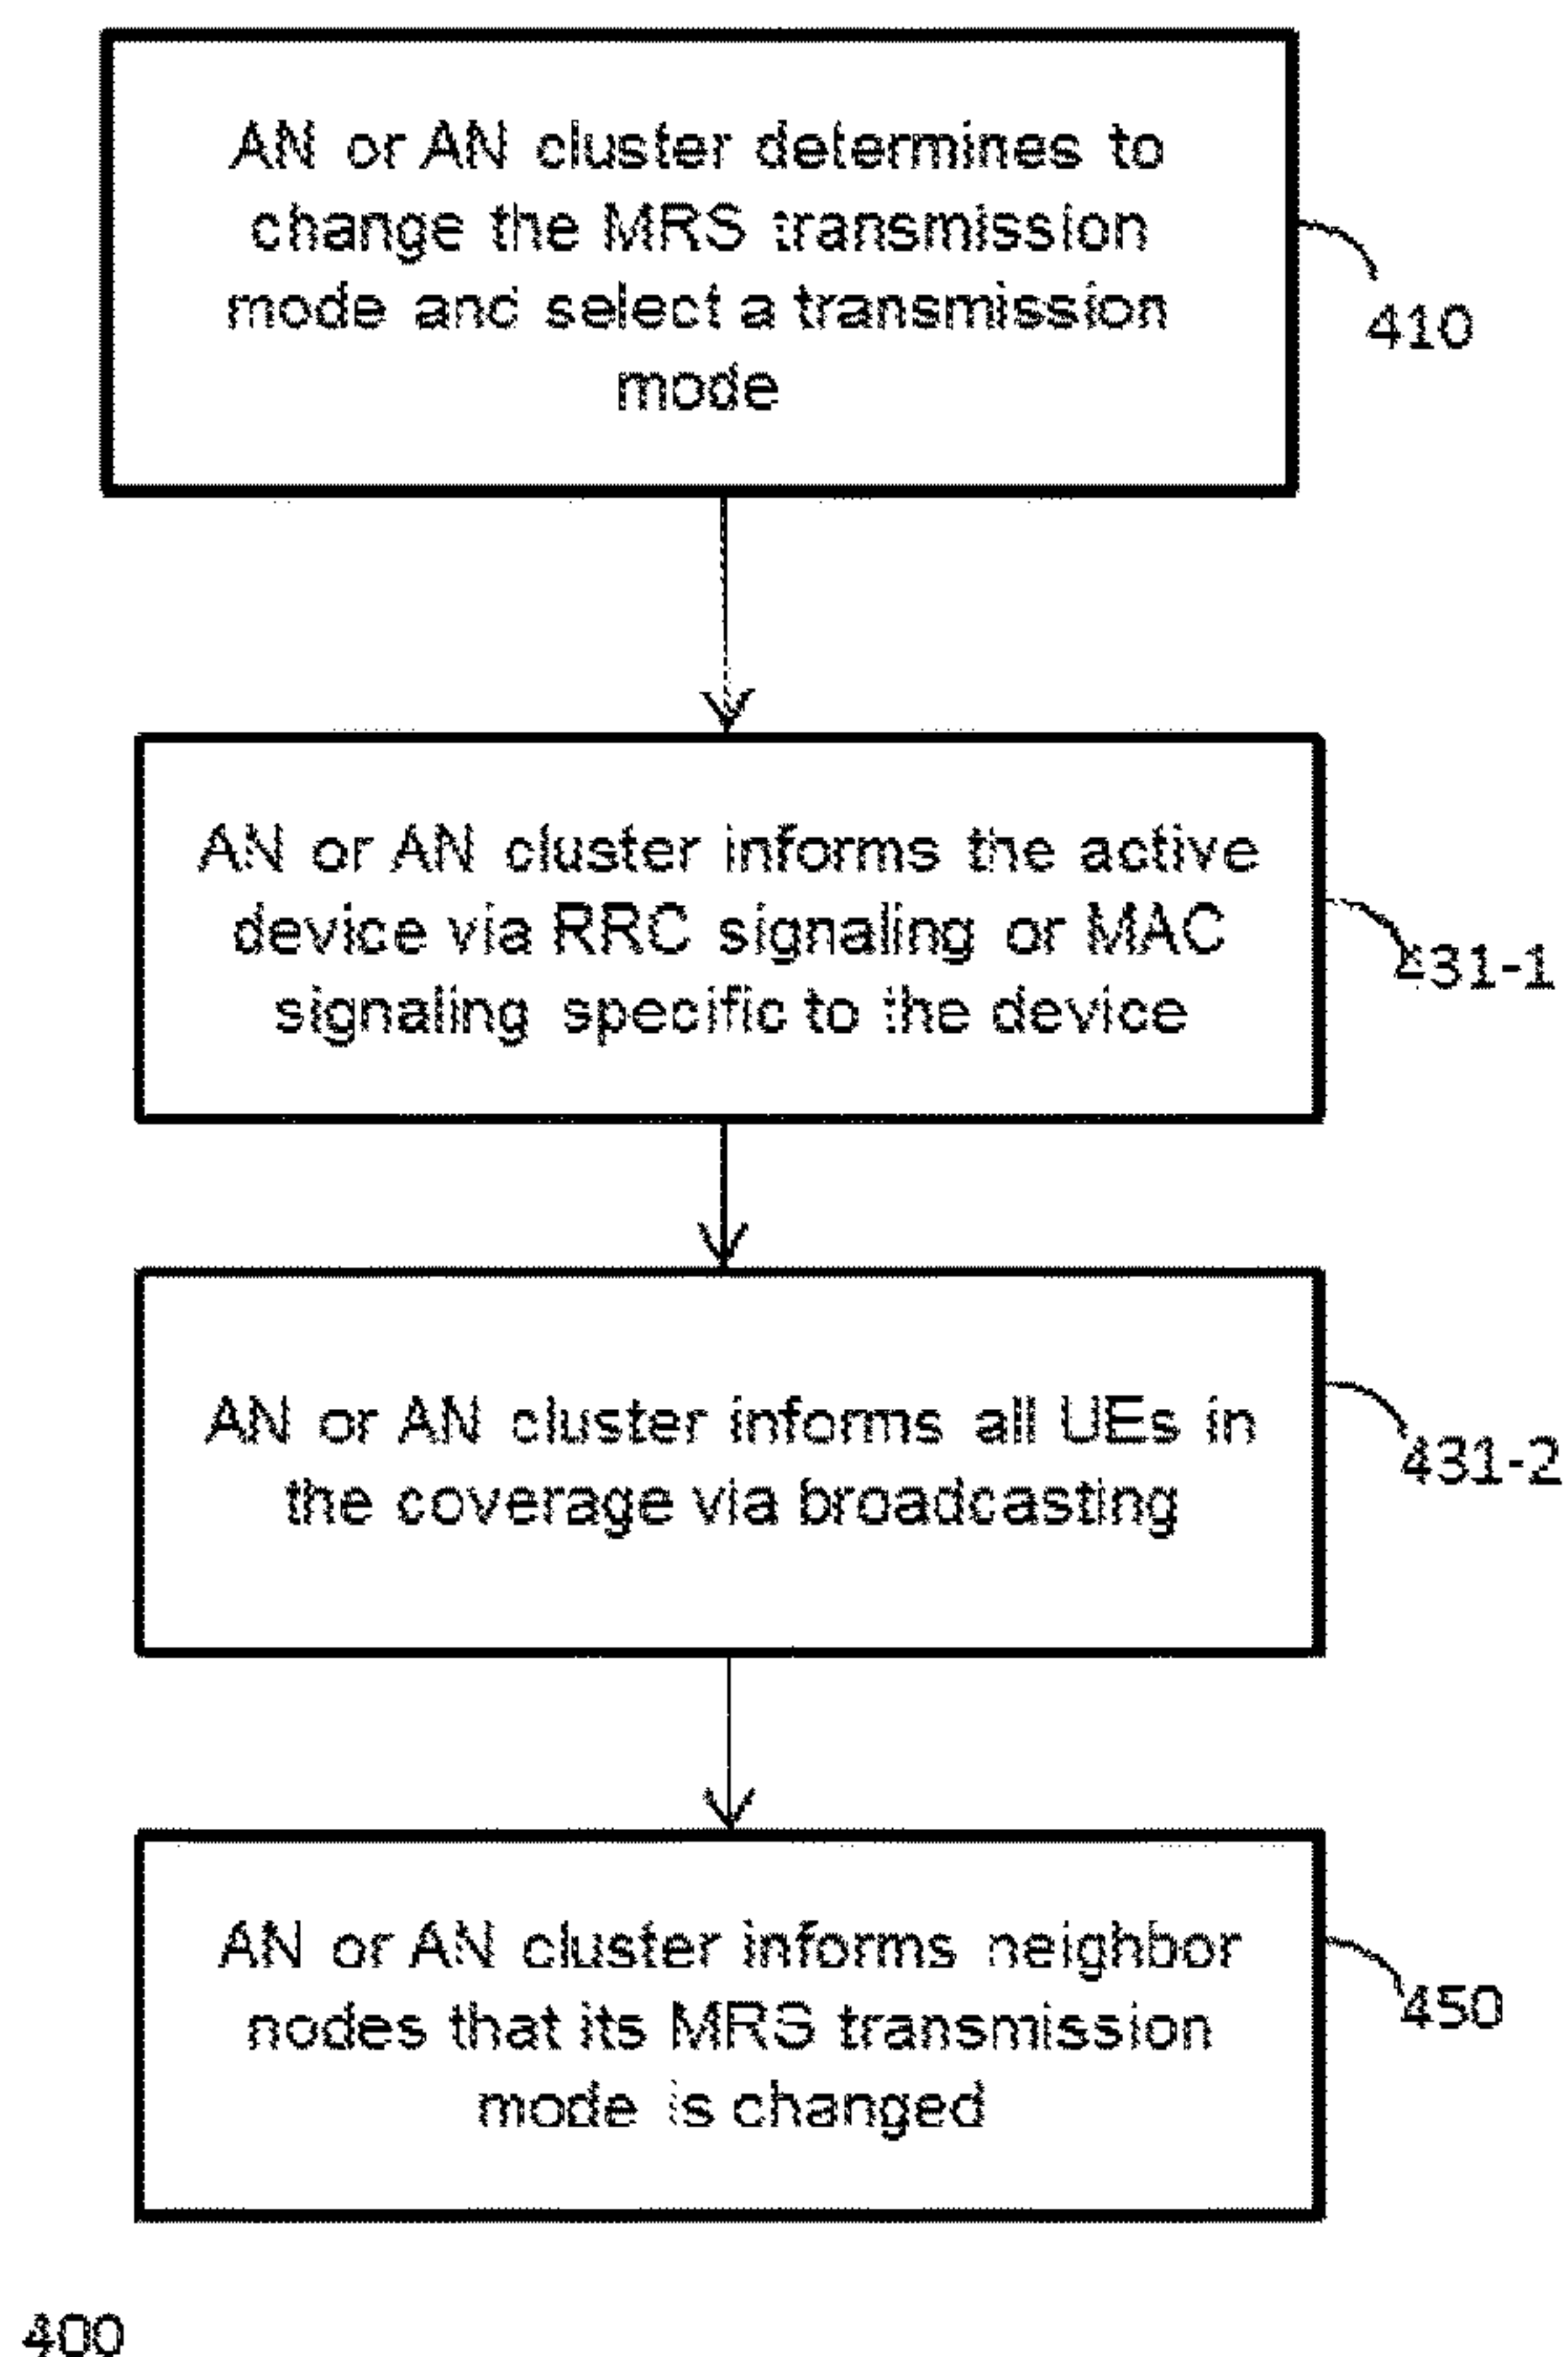 AN or AN cluster determines to
change the MRS transmission
mode and select a transmission
mode
410
AN or AN cluster informs the active
device via RRC signaling or MAC
signaling specific to the device
431-1
AN or AN cluster informs all UEs in
the coverage via broadcasting
431-2
AN or AN cluster informs neighbor
nodes that its MRS transmission
mode is changed
450
400